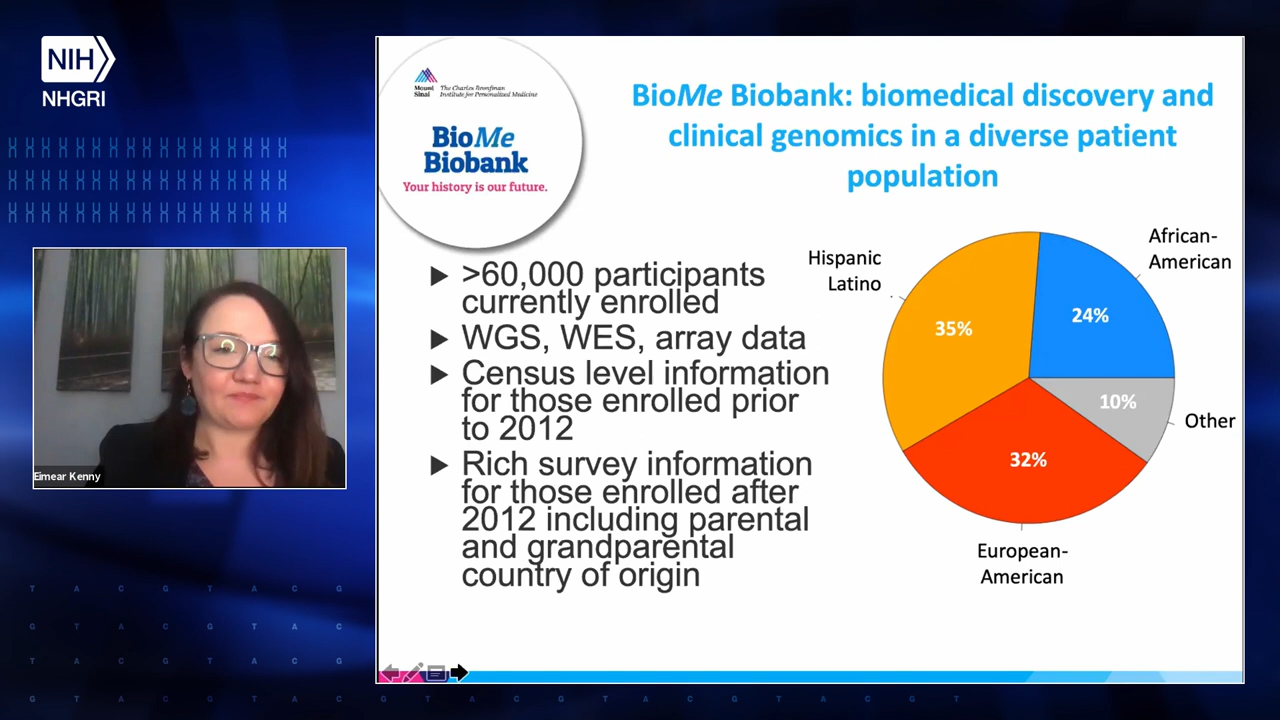 NIH
NHGRI
Mount
Sinai
The Charles Bronfman
Institute for Personalized Medicine
BioMe
Biobank
Your history is our future.
BioMe Biobank: biomedical discovery and
clinical genomics in a diverse patient
population
>60,000 participants
currently enrolled
WGS, WES, array data
Census level information
for those enrolled prior
to 2012
Rich survey information
for those enrolled after
2012 including parental
and grandparental
country of origin
Hispanic
Latino
African-
American
35%
24%
10%
Other
32%
European-
American
Eimear Kenny
T A C G T A C G
G T A C G T A C
T A C G T A C G
G T A C G T A C G T A C G T A C G T A C G T